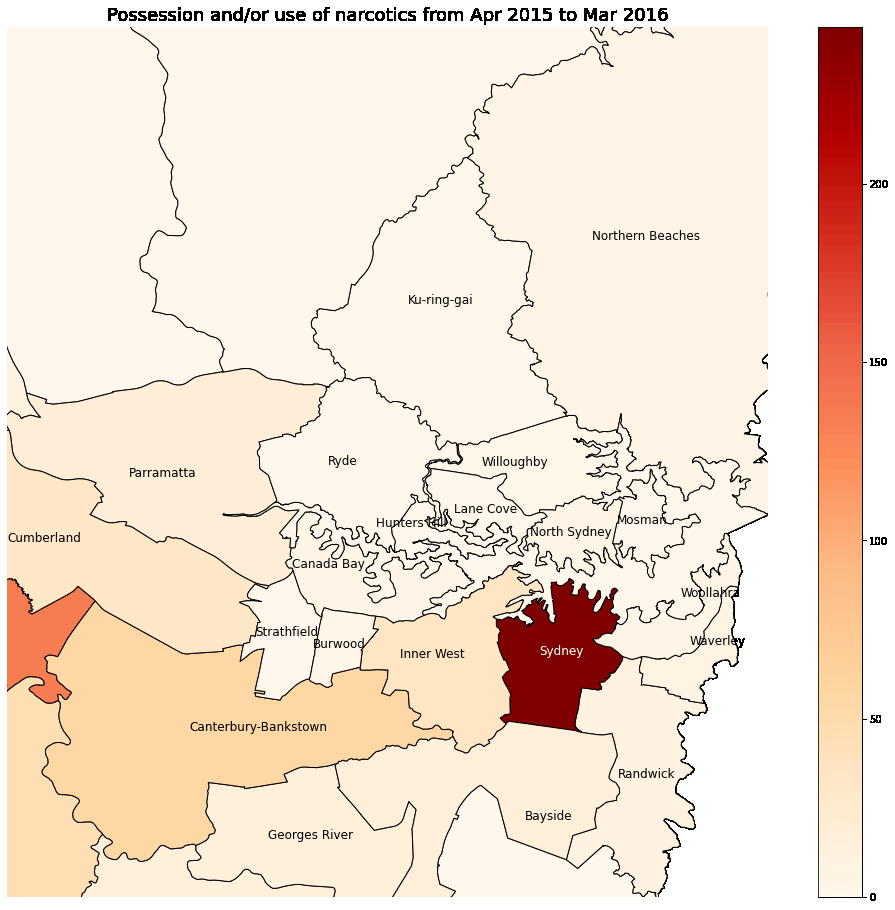 Possession and/or use of narcotics from Apr 2015 to Mar 2016
200
Northern Beaches
Ku-ring-gai
150
Ryde
Willoughby
Parramatta
Lane Cove
Mosman
Hunters Hill
North Sydney
Cumberland
100
Canada Bay
Woollahra
Strathfield
Burwood
Waverley
Inner West
Sydney
50
Canterbury-Bankstown
Randwick
Bayside
Georges River
0